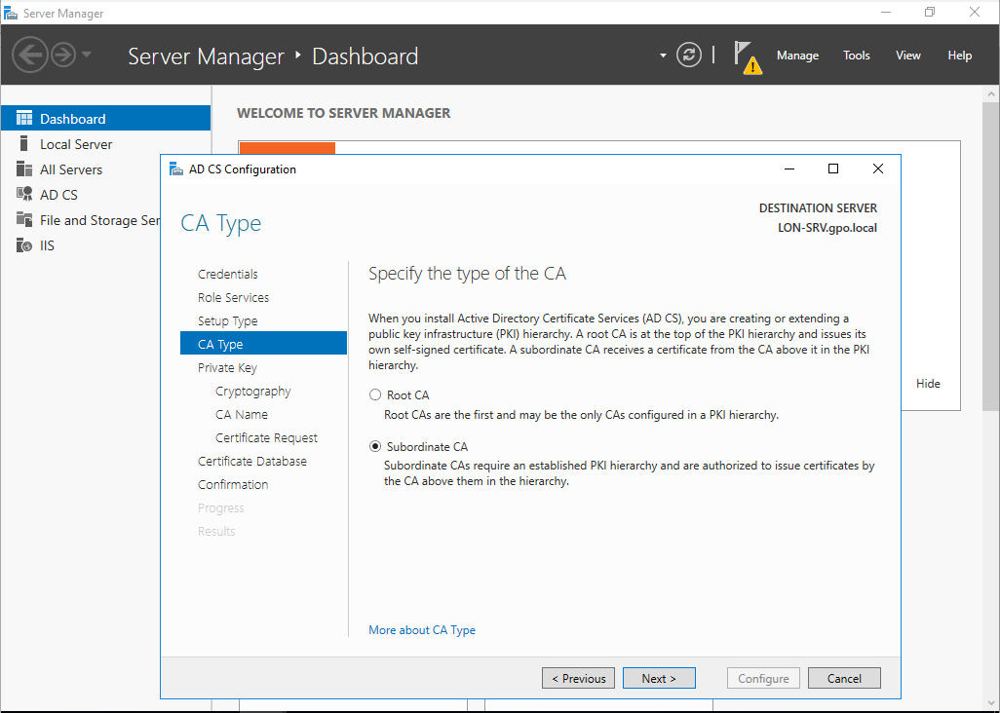 Server Manager
Server Manager ‣ Dashboard
Manage
Tools
View
Help
Dashboard
Local Server
All Servers
AD CS
File and Storage Ser
IIS
WELCOME TO SERVER MANAGER
Hide
AD CS Configuration
CA Type
DESTINATION SERVER
LON-SRV.gpo.local
Credentials
Role Services
Setup Type
CA Type
Private Key
Cryptography
CA Name
Certificate Request
Certificate Database
Confirmation
Progress
Results
Specify the type of the CA
When you install Active Directory Certificate Services (AD CS), you are creating or extending a
public key infrastructure (PKI) hierarchy. A root CA is at the top of the PKI hierarchy and issues its
own self-signed certificate. A subordinate CA receives a certificate from the CA above it in the PKI
hierarchy.
Root CA
Root CAs are the first and may be the only CAs configured in a PKI hierarchy.
Subordinate CA
Subordinate CAs require an established PKI hierarchy and are authorized to issue certificates by
the CA above them in the hierarchy.
More about CA Type
< Previous
Next >
Configure
Cancel